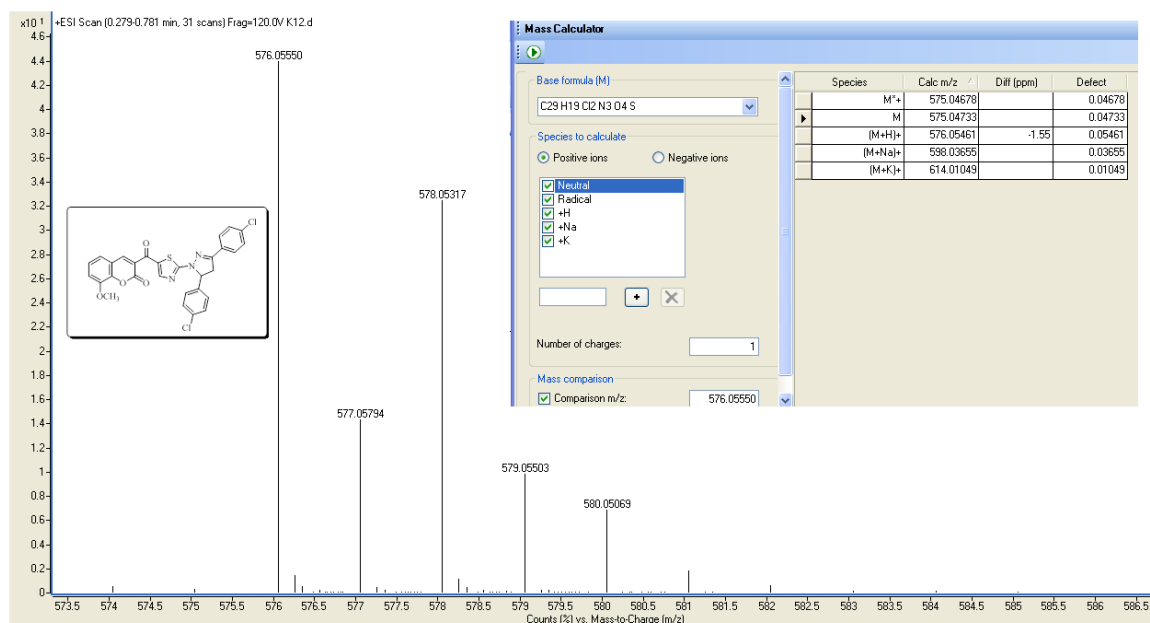 x10 1
+ESI Scan (0.279-0.781 min, 31 scans) Frag=120.0V K12.d
4.6
4.4
4.2
4
3.8
3.6
3.4
3.2
3
2.8
2.6
2.4
2.2
2
1.8
1.6
1.4
1.2
1
0.8
0.6
0.4
0.2
0
576.05550
578.05317
577.05794
579.05503
580.05069
Cl
O
S
N
N
N
O
O
OCH3
Cl
573.5 574 574.5 575 575.5 576 576.5 577 577.5 578 578.5 579 579.5 580 580.5 581 581.5 582 582.5 583 583.5 584 584.5 585 585.5 586 586.5
Counts (%) vs. Mass-to-Charge (m/z)
Mass Calculator
Base formula (M)
C29 H19 Cl2 N3 O4 S
Species to calculate
Positive ions Negative ions
Neutral
Radical
+H
+Na
+K
+
Number of charges: 1
Mass comparison
Comparison m/z: 576.05550
Species Calc m/z Diff (ppm) Defect
M*+ 575.04678 0.04678
M 575.04733 0.04733
(M+H)+ 576.05461 -1.55 0.05461
(M+Na)+ 598.03655 0.03655
(M+K)+ 614.01049 0.01049